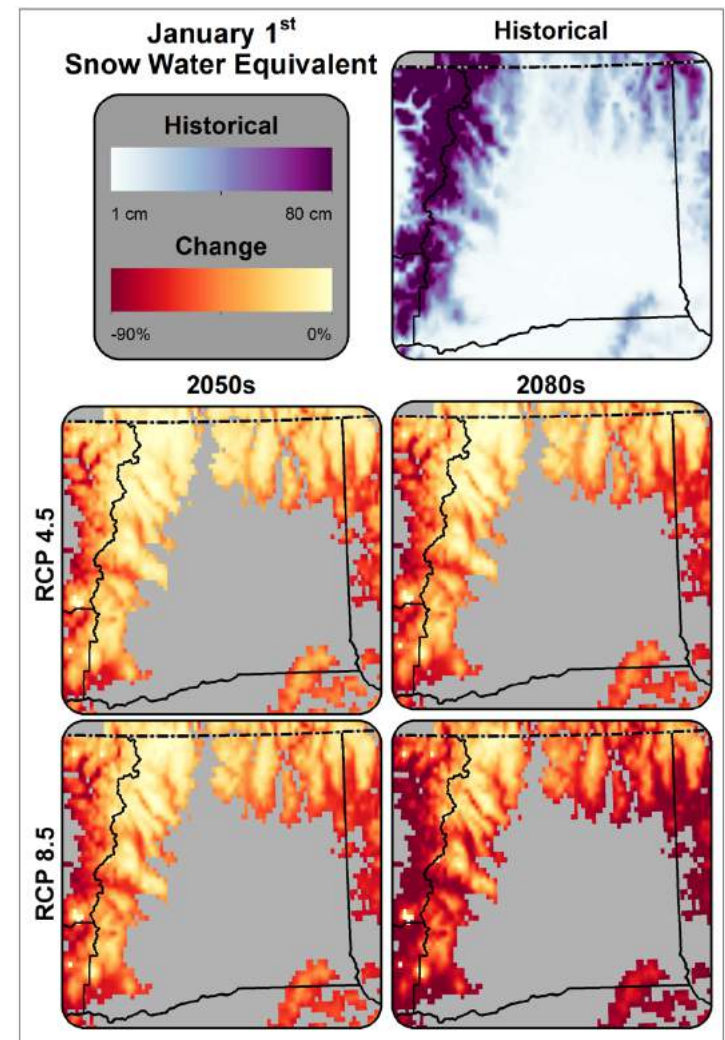 January 1st
Snow Water Equivalent
Historical
Historical
1 cm 80 cm
Change
-90% 0%
2050s 2080s
RCP 4.5
RCP 8.5